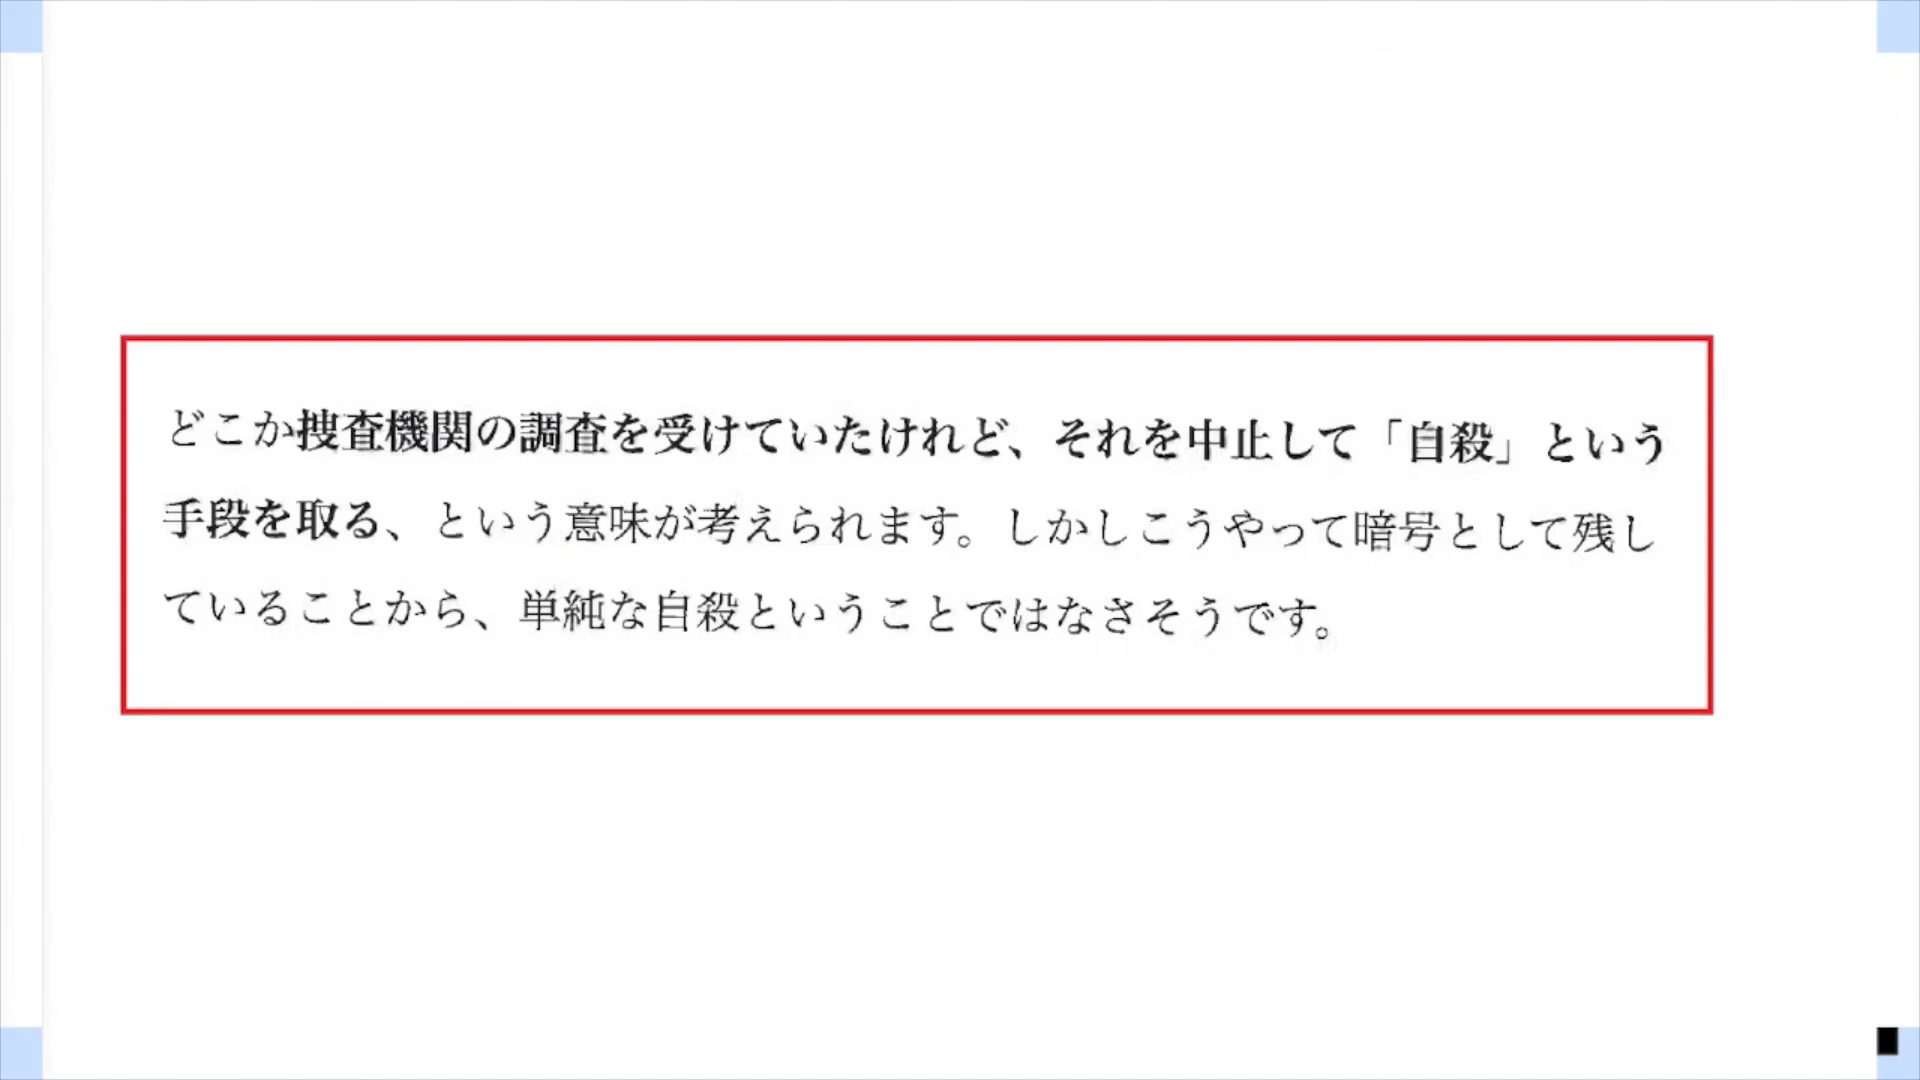 どこか捜査機関の調査を受けていたけれど、それを中止して「自殺」という
手段を取る、という意味が考えられます。しかしこうやって暗号として残し
ていることから、単純な自殺ということではなさそうです。